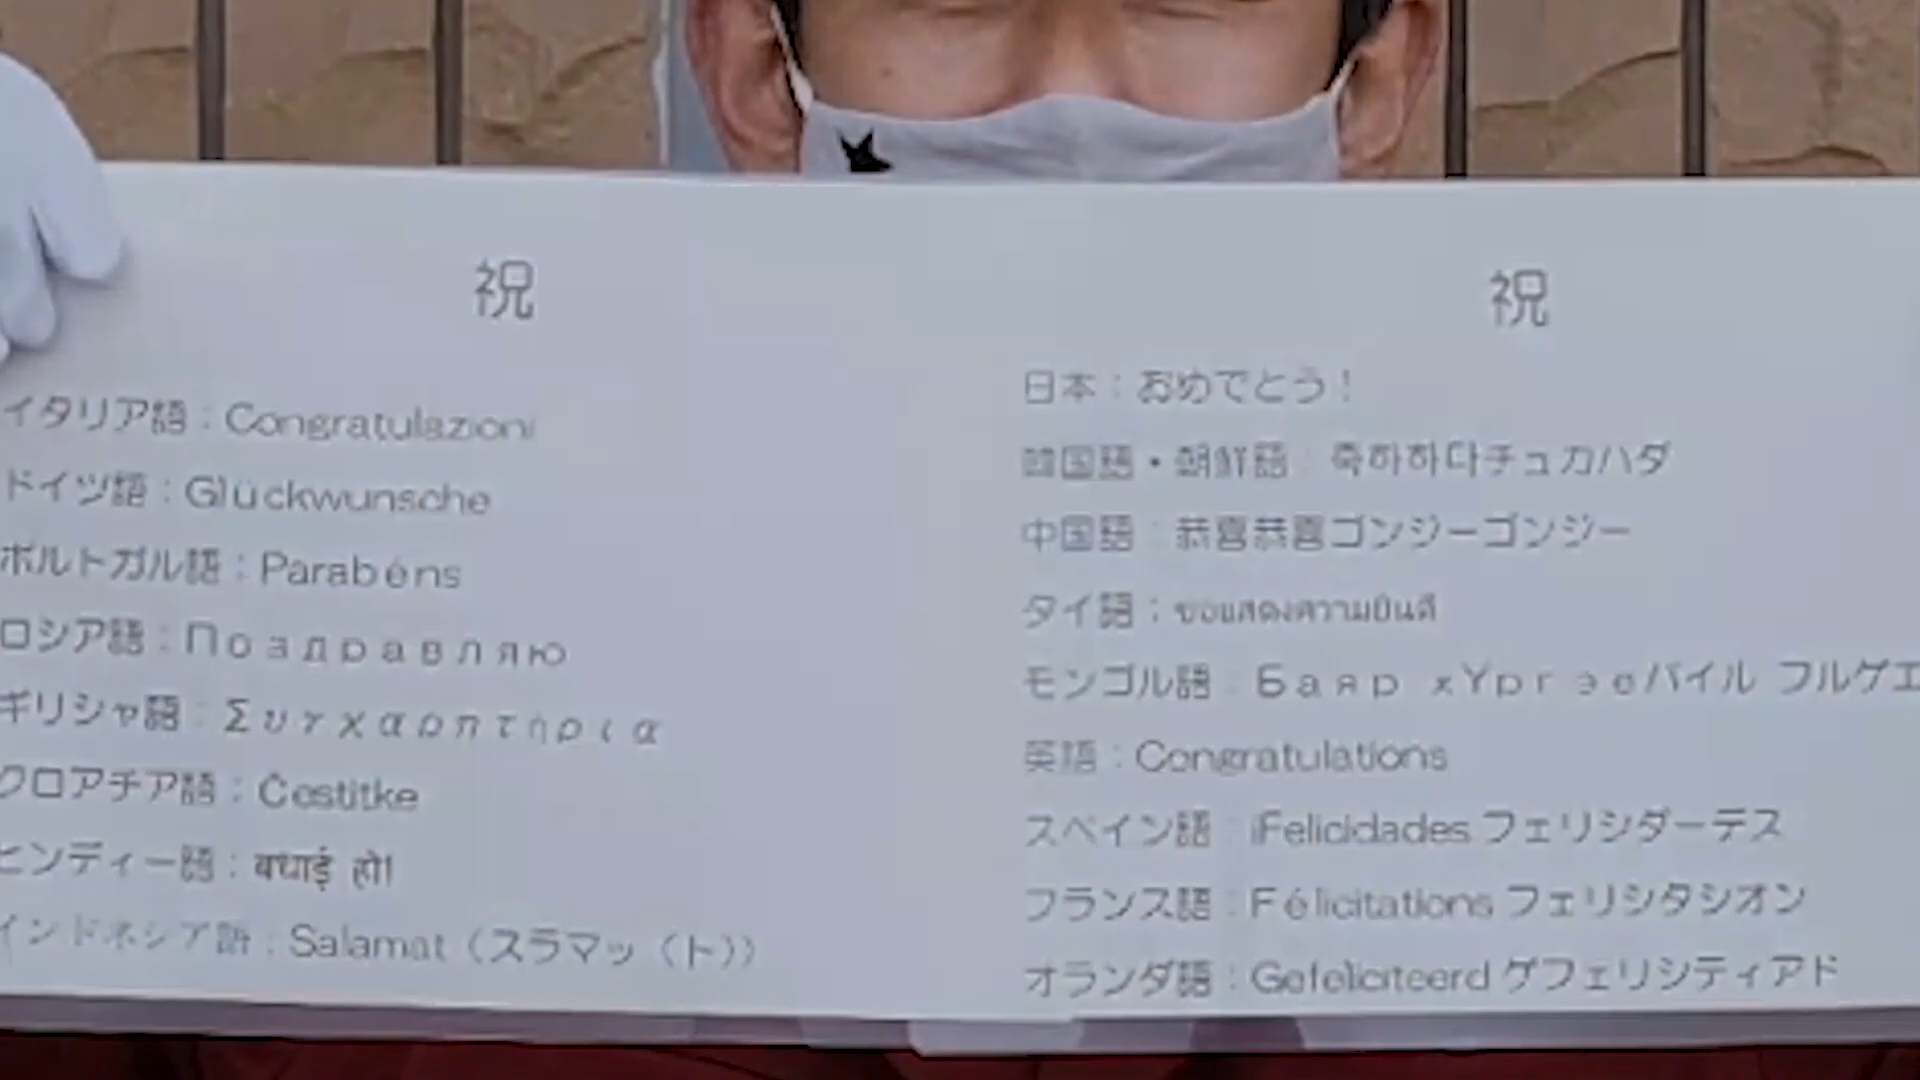 祝
イタリア語：Congratulazioni
ドイツ語：Glückwunsche
ポルトガル語：Parabéns
ロシア語：Поздравляю
ギリシャ語：Συγχαρητήρια
クロアチア語：Čestitke
ヒンディー語：बधाई हो!
インドネシア語：Salamat（スラマッ（ト））
祝
日本：おめでとう！
韓国語・朝鮮語：축하하다チュカハダ
中国語：恭喜恭喜ゴンジーゴンジー
タイ語：ขอแสดงความยินดี
モンゴル語：Баяр хYргэеバイル フルゲエ
英語：Congratulations
スペイン語：¡Felicidades フェリシダーデス
フランス語：Félicitations フェリシタシオン
オランダ語：Gefeliciteerd ゲフェリシティアド